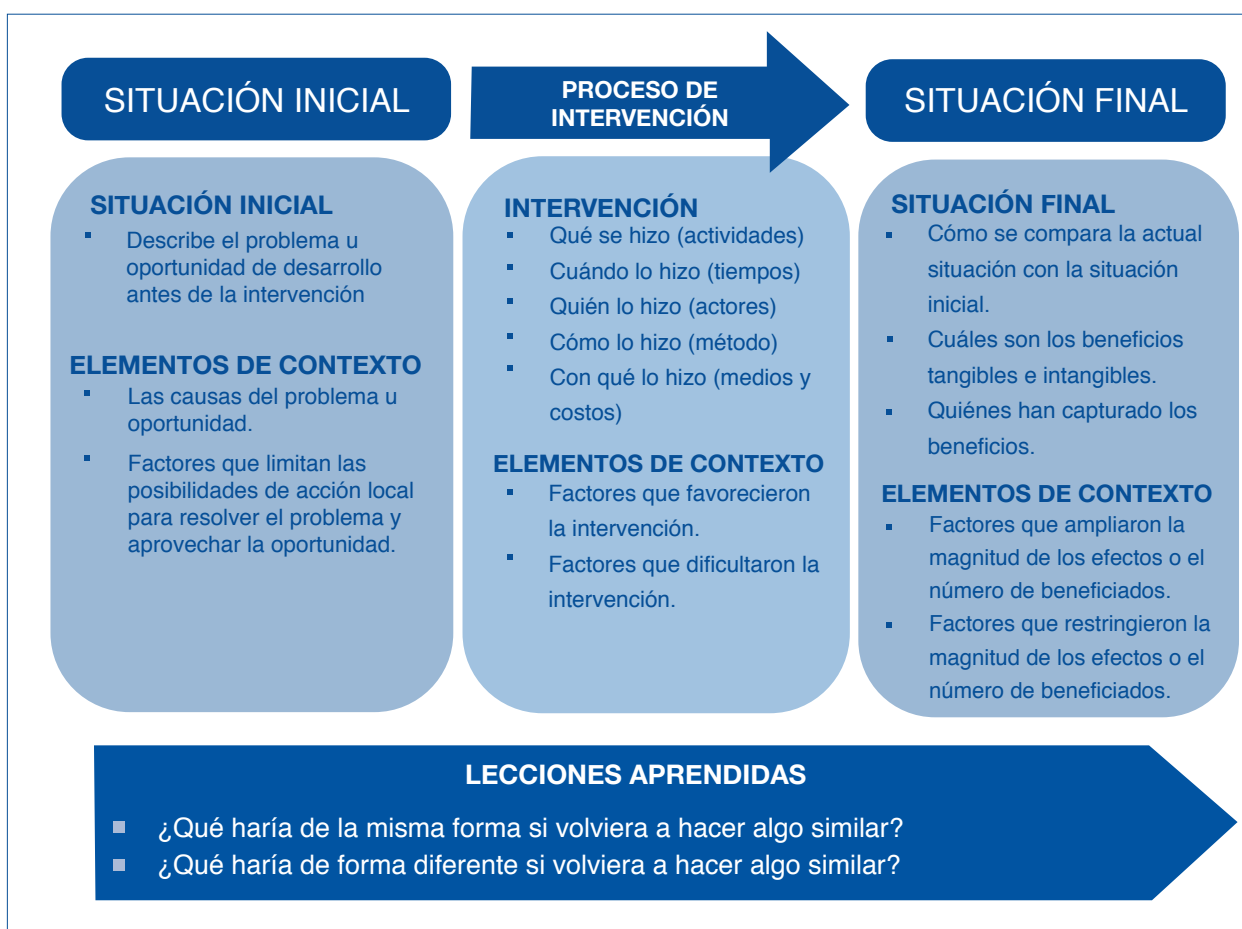 SITUACIÓN INICIAL
PROCESO DE
INTERVENCIÓN
SITUACIÓN FINAL
SITUACIÓN INICIAL
▪ Describe el problema u
oportunidad de desarrollo
antes de la intervención
ELEMENTOS DE CONTEXTO
▪ Las causas del problema u
oportunidad.
▪ Factores que limitan las
posibilidades de acción local
para resolver el problema y
aprovechar la oportunidad.
INTERVENCIÓN
▪ Qué se hizo (actividades)
▪ Cuándo lo hizo (tiempos)
▪ Quién lo hizo (actores)
▪ Cómo lo hizo (método)
▪ Con qué lo hizo (medios y
costos)
ELEMENTOS DE CONTEXTO
▪ Factores que favorecieron
la intervención.
▪ Factores que dificultaron la
intervención.
SITUACIÓN FINAL
▪ Cómo se compara la actual
situación con la situación
inicial.
▪ Cuáles son los beneficios
tangibles e intangibles.
▪ Quiénes han capturado los
beneficios.
ELEMENTOS DE CONTEXTO
▪ Factores que ampliaron la
magnitud de los efectos o el
número de beneficiados.
▪ Factores que restringieron la
magnitud de los efectos o el
número de beneficiados.
LECCIONES APRENDIDAS
▪ ¿Qué haría de la misma forma si volviera a hacer algo similar?
▪ ¿Qué haría de forma diferente si volviera a hacer algo similar?